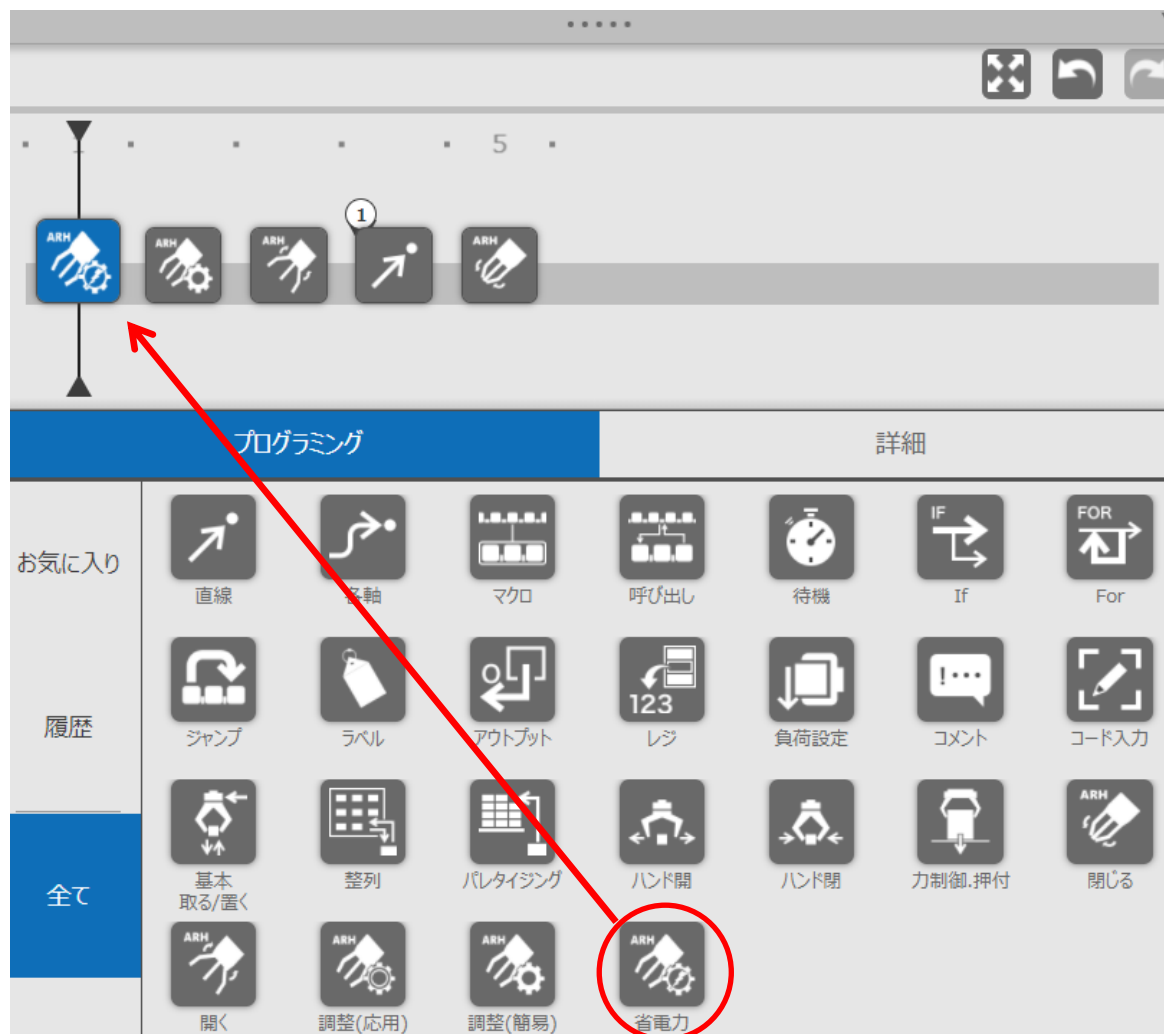 5
1
ARH
ARH
ARH
ARH
プログラミング
詳細
お気に入り
履歴
全て
IF
FOR
直線
各軸
マクロ
呼び出し
待機
If
For
123
ジャンプ
ラベル
アウトプット
レジ
負荷設定
コメント
コード入力
ARH
基本
取る/置く
整列
パレタイジング
ハンド開
ハンド閉
力制御.押付
閉じる
ARH
ARH
ARH
ARH
開く
調整(応用)
調整(簡易)
省電力